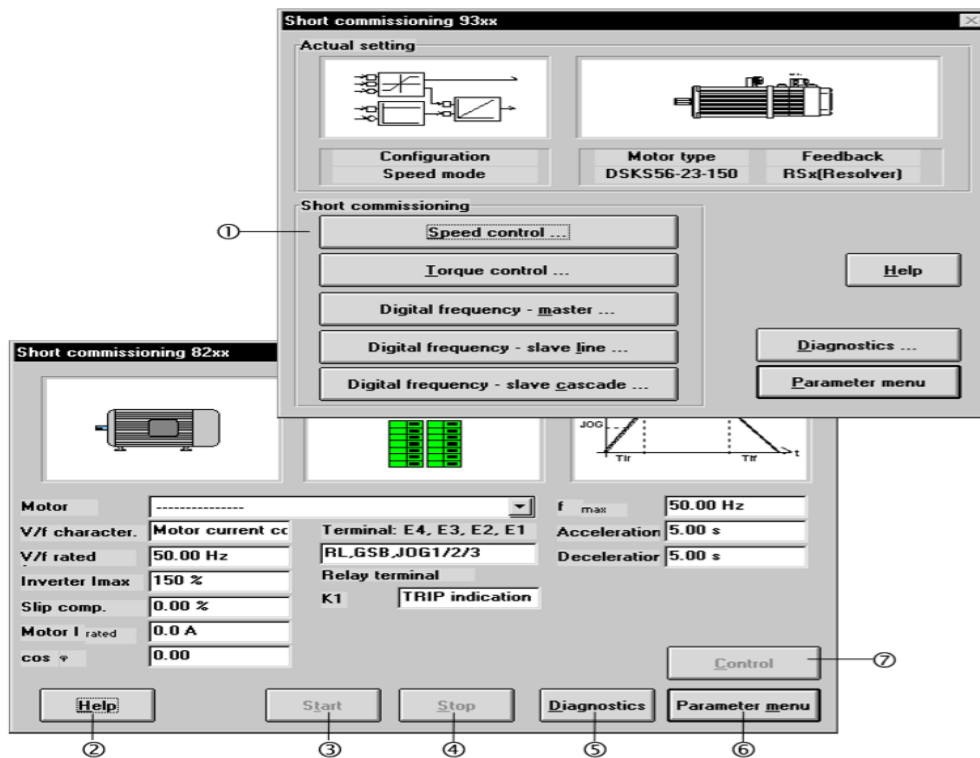 Short commissioning 93xx
Actual setting
Configuration
Speed mode
Motor type
DSKS56-23-150
Feedback
RSx(Resolver)
Short commissioning
①
Speed control ...
Torque control ...
Digital frequency - master ...
Digital frequency - slave line ...
Digital frequency - slave cascade ...
Help
Diagnostics ...
Parameter menu
Short commissioning 82xx
JOG
Tir
Tif
t
Motor
---------------
V/f character.
Motor current cc
V/f rated
50.00 Hz
Inverter Imax
150 %
Slip comp.
0.00 %
Motor I rated
0.0 A
cos φ
0.00
Terminal: E4, E3, E2, E1
RL,GSB,JOG1/2/3
Relay terminal
K1
TRIP indication
f max
50.00 Hz
Acceleration
5.00 s
Deceleration
5.00 s
Control
⑦
Help
Start
Stop
Diagnostics
Parameter menu
②
③
④
⑤
⑥